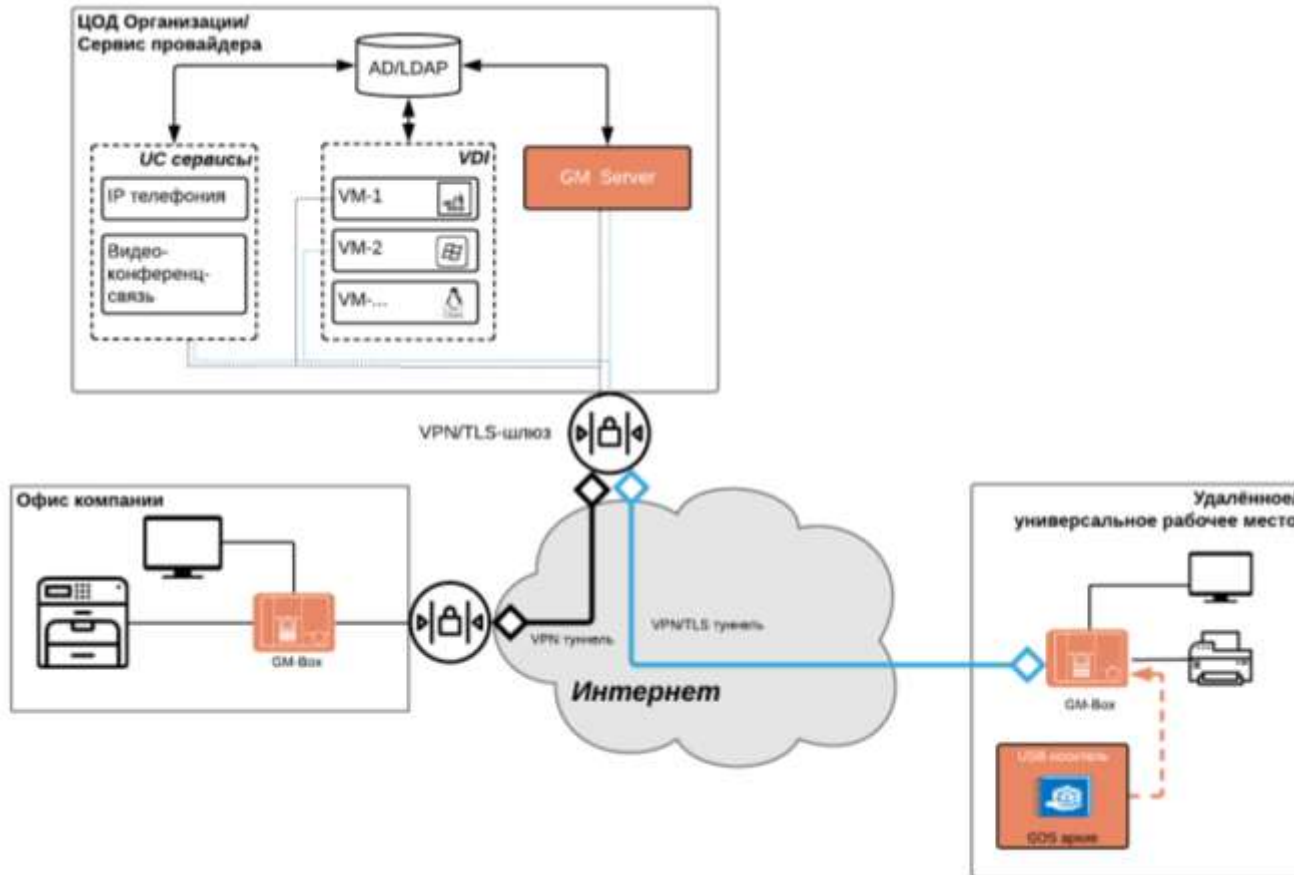 ЦОД Организации/
Сервис провайдера
AD/LDAP
UC сервисы
IP телефония
Видео-
конференц-
связь
VDI
VM-1
VM-2
VM-...
GM Server
VPN/TLS-шлюз
Офис компании
GM-Box
VPN туннель
VPN/TLS туннель
Интернет
Удалённое/
универсальное рабочее место
GM-Box
USB носитель
GDS архив